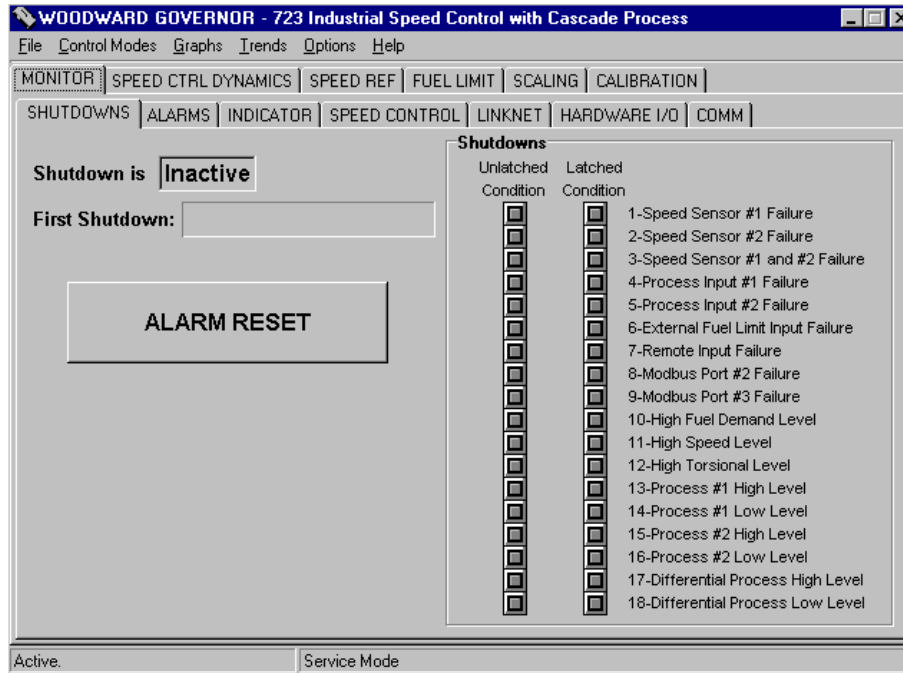 WOODWARD GOVERNOR - 723 Industrial Speed Control with Cascade Process
File Control Modes Graphs Trends Options Help
MONITOR SPEED CTRL DYNAMICS SPEED REF FUEL LIMIT SCALING CALIBRATION
SHUTDOWNS ALARMS INDICATOR SPEED CONTROL LINKNET HARDWARE I/O COMM
Shutdown is Inactive
First Shutdown:
ALARM RESET
Shutdowns
Unlatched Latched
Condition Condition
1-Speed Sensor #1 Failure
2-Speed Sensor #2 Failure
3-Speed Sensor #1 and #2 Failure
4-Process Input #1 Failure
5-Process Input #2 Failure
6-External Fuel Limit Input Failure
7-Remote Input Failure
8-Modbus Port #2 Failure
9-Modbus Port #3 Failure
10-High Fuel Demand Level
11-High Speed Level
12-High Torsional Level
13-Process #1 High Level
14-Process #1 Low Level
15-Process #2 High Level
16-Process #2 Low Level
17-Differential Process High Level
18-Differential Process Low Level
Active. Service Mode